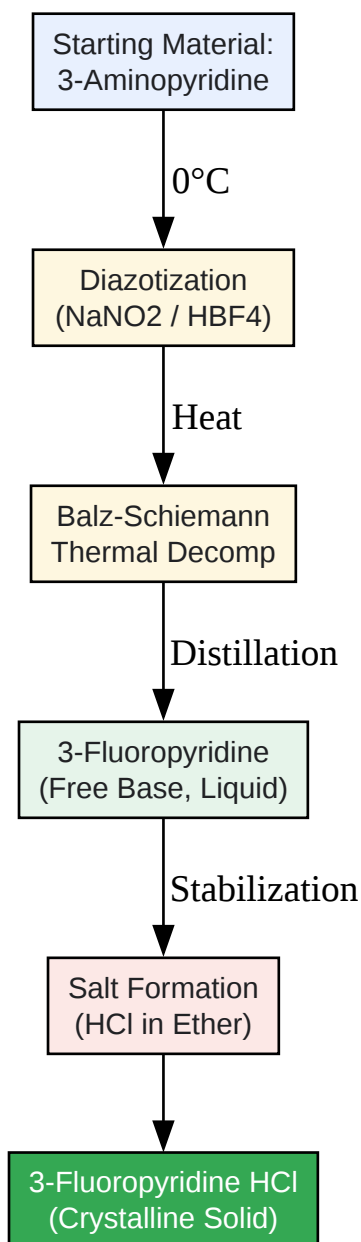 Starting Material:
3-Aminopyridine
0°C
Diazotization
(NaNO2 / HBF4)
Heat
Balz-Schiemann
Thermal Decomp
Distillation
3-Fluoropyridine
(Free Base, Liquid)
Stabilization
Salt Formation
(HCl in Ether)
3-Fluoropyridine HCl
(Crystalline Solid)